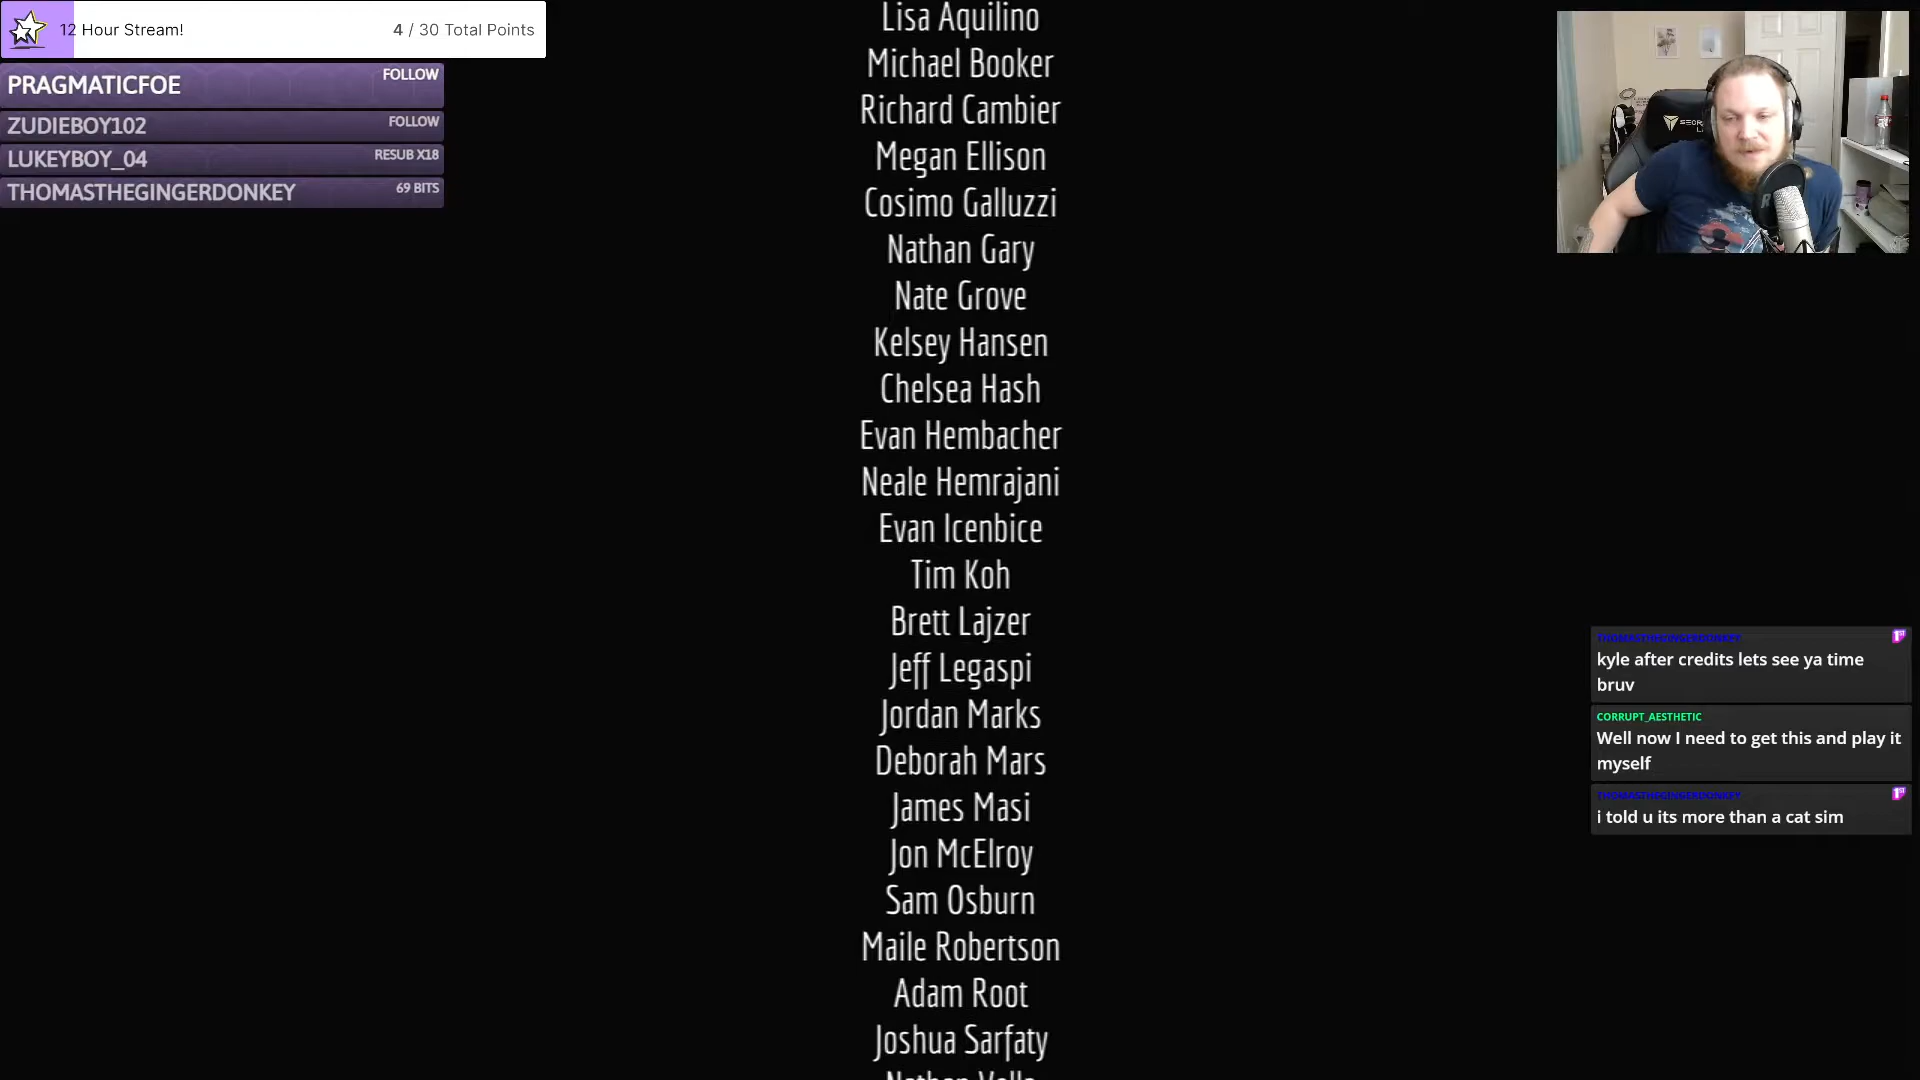 12 Hour Stream!
4 / 30 Total Points
PRAGMATICFOE
FOLLOW
ZUDIEBOY102
FOLLOW
LUKEYBOY_04
RESUB X18
THOMASTHEGINGERDONKEY
69 BITS
Lisa Aquilino
Michael Booker
Richard Cambier
Megan Ellison
Cosimo Galluzzi
Nathan Gary
Nate Grove
Kelsey Hansen
Chelsea Hash
Evan Hembacher
Neale Hemrajani
Evan Icenbice
Tim Koh
Brett Lajzer
Jeff Legaspi
Jordan Marks
Deborah Mars
James Masi
Jon McElroy
Sam Osburn
Maile Robertson
Adam Root
Joshua Sarfaty
THOMASTHEGINGERDONKEY
kyle after credits lets see ya time
bruv
CORRUPT_AESTHETIC
Well now I need to get this and play it
myself
THOMASTHEGINGERDONKEY
i told u its more than a cat sim